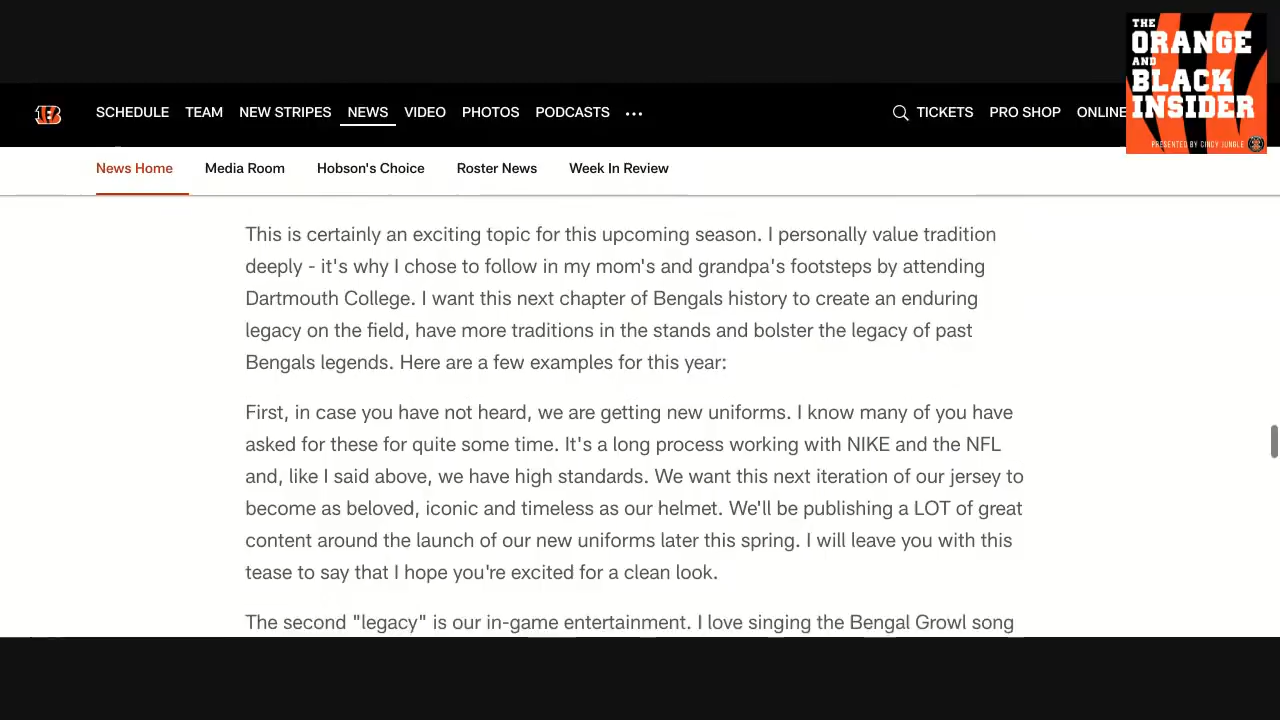 THE
ORANGE
AND
BLACK
INSIDER
PRESENTED BY CINCY JUNGLE
SCHEDULE TEAM NEW STRIPES NEWS VIDEO PHOTOS PODCASTS ... TICKETS PRO SHOP ONLINE
News Home Media Room Hobson's Choice Roster News Week In Review
This is certainly an exciting topic for this upcoming season. I personally value tradition
deeply - it's why I chose to follow in my mom's and grandpa's footsteps by attending
Dartmouth College. I want this next chapter of Bengals history to create an enduring
legacy on the field, have more traditions in the stands and bolster the legacy of past
Bengals legends. Here are a few examples for this year:
First, in case you have not heard, we are getting new uniforms. I know many of you have
asked for these for quite some time. It's a long process working with NIKE and the NFL
and, like I said above, we have high standards. We want this next iteration of our jersey to
become as beloved, iconic and timeless as our helmet. We'll be publishing a LOT of great
content around the launch of our new uniforms later this spring. I will leave you with this
tease to say that I hope you're excited for a clean look.
The second "legacy" is our in-game entertainment. I love singing the Bengal Growl song